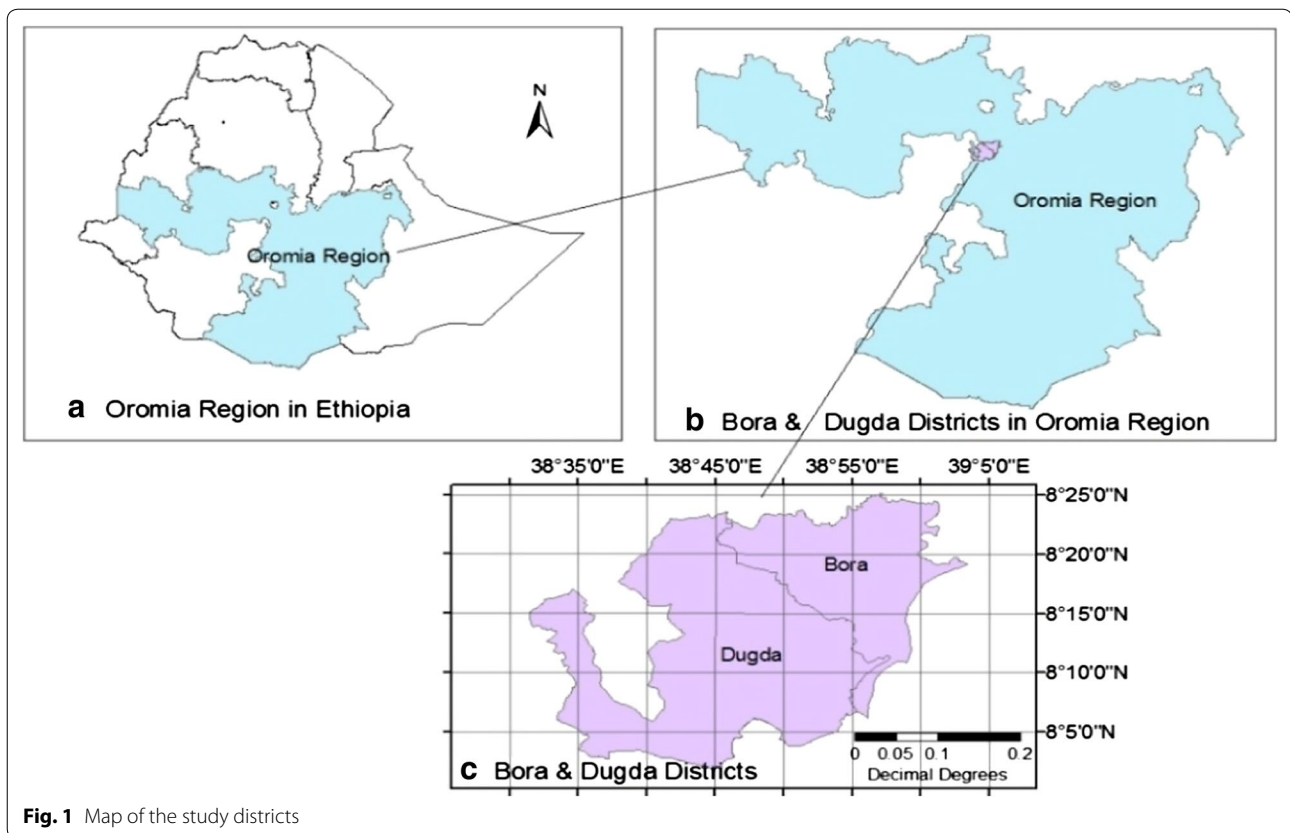 N
Oromia Region
a Oromia Region in Ethiopia
Oromia Region
b Bora & Dugda Districts in Oromia Region
38°35'0"E 38°45'0"E 38°55'0"E 39°5'0"E
8°25'0"N
8°20'0"N
Bora
8°15'0"N
Dugda
8°10'0"N
8°5'0"N
0 0.05 0.1 0.2
Decimal Degrees
c Bora & Dugda Districts
Fig. 1 Map of the study districts